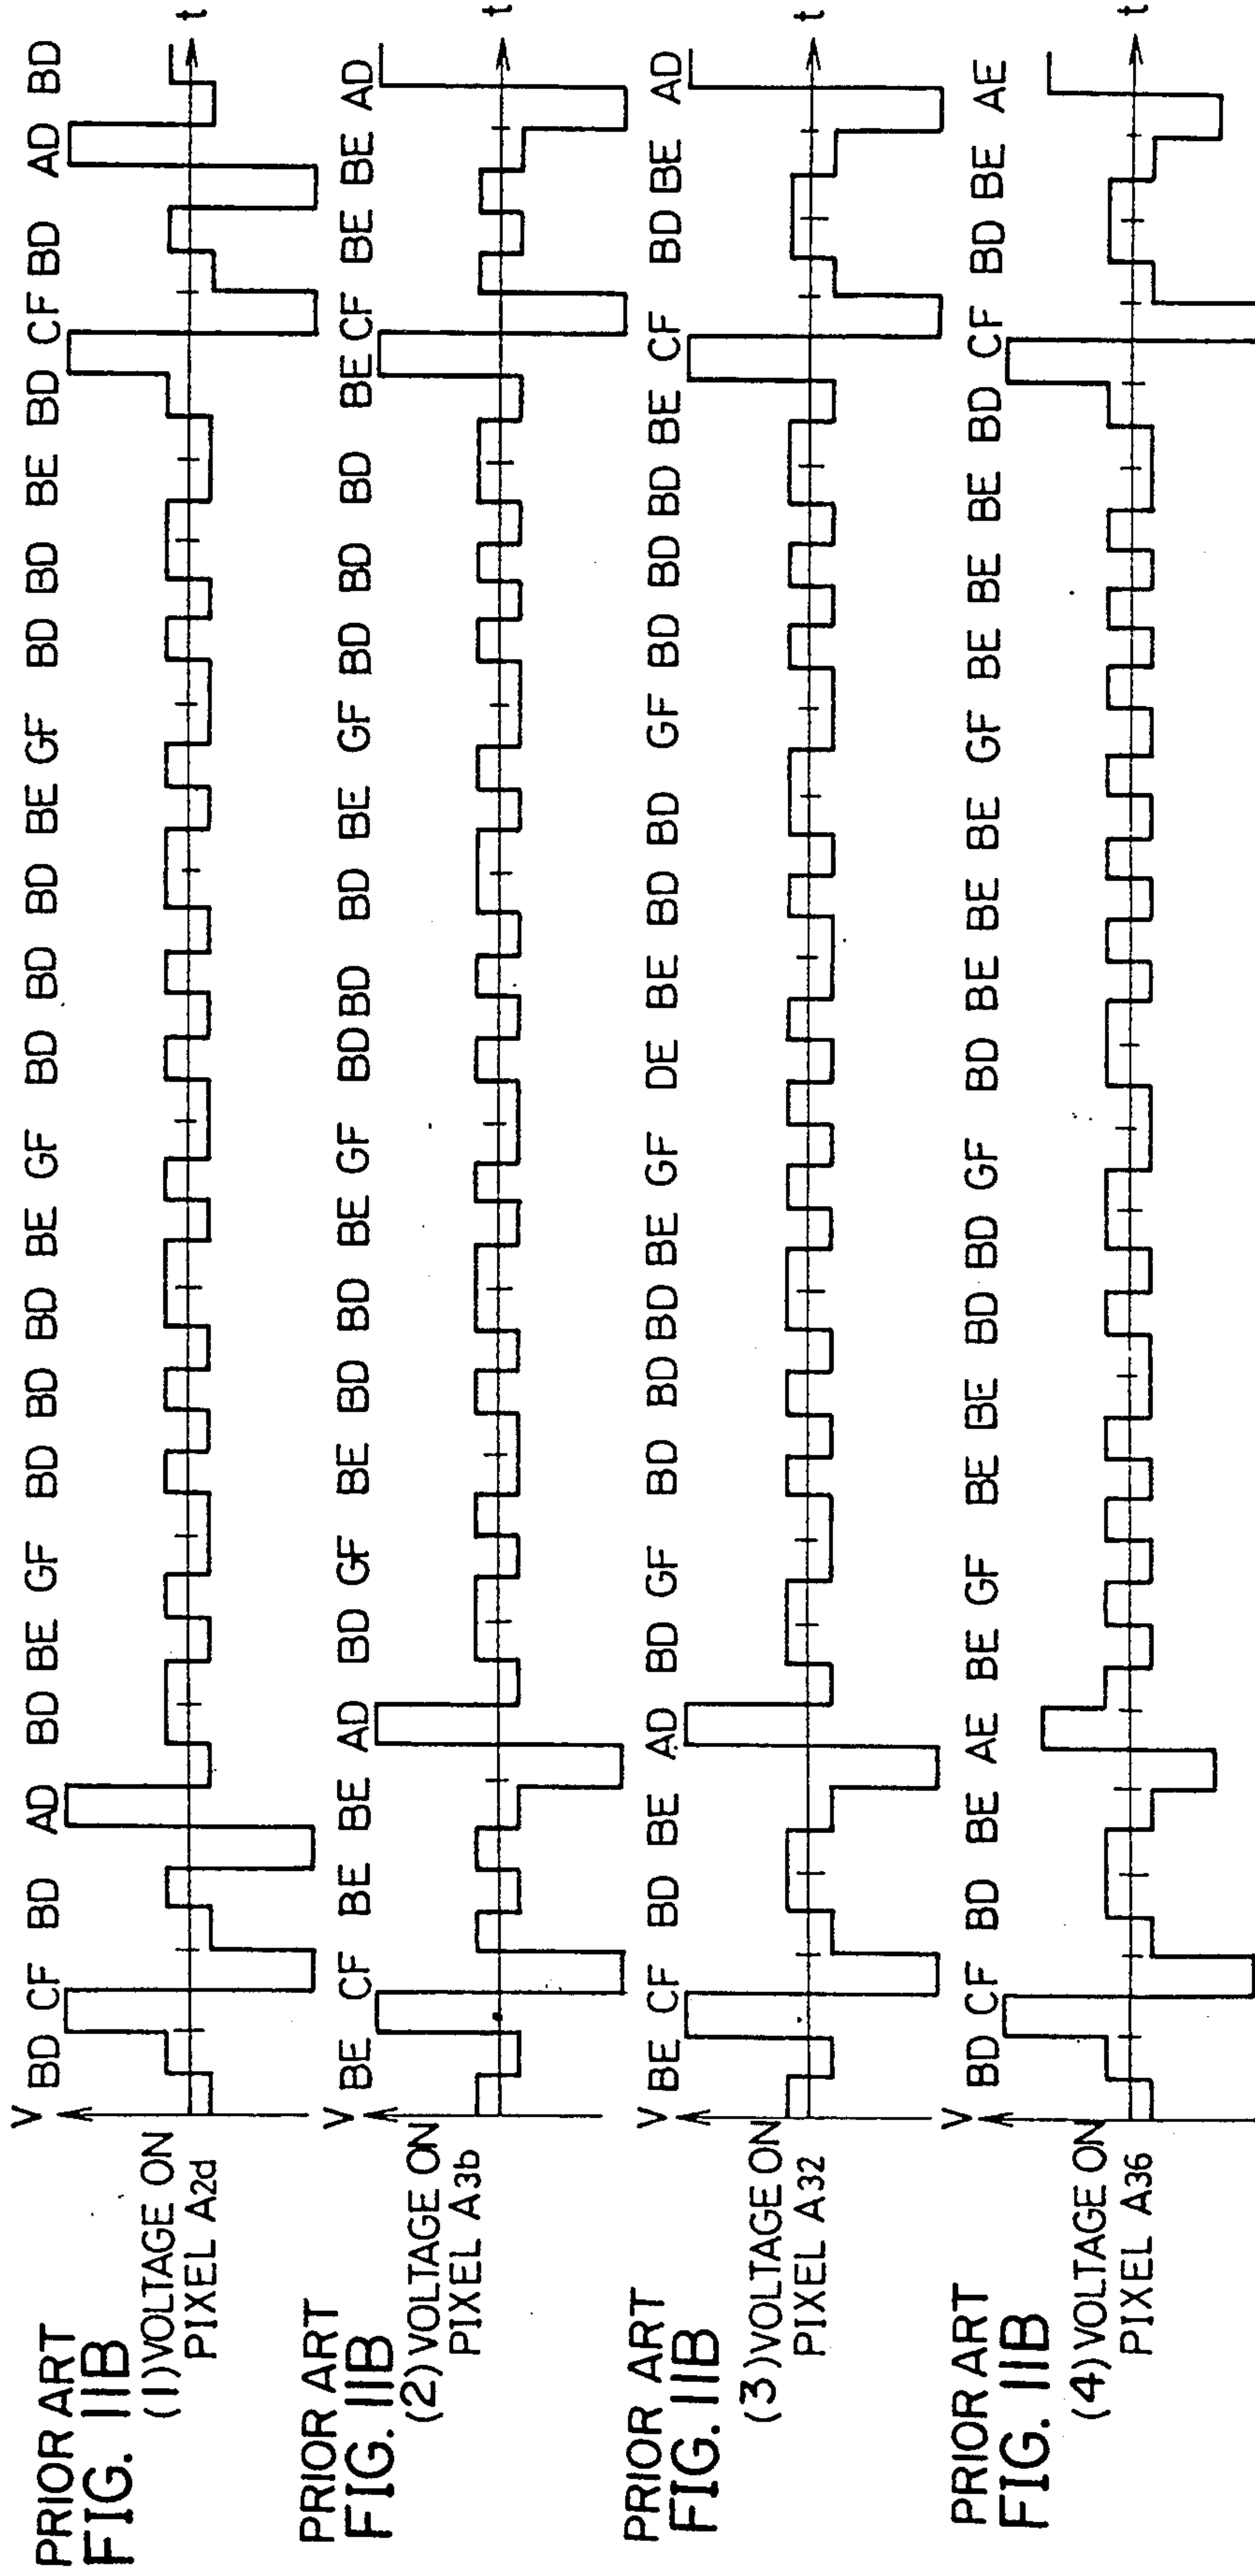 PRIOR ART
FIG. 11B
(1) VOLTAGE ON
PIXEL A2d
V
BD CF BD AD BD BE GF BD BD BD BE GF BD BD BD BE GF BD BD BE BD CF BD AD BD
t
PRIOR ART
FIG. 11B
(2) VOLTAGE ON
PIXEL A3b
V
BE CF BE BE AD BD GF BE BD BD BE GF BD BD BD BE GF BD BD BD BE CF BE BE AD
t
PRIOR ART
FIG. 11B
(3) VOLTAGE ON
PIXEL A32
V
BE CF BD BE AD BD GF BD BD BD BE GF DE BE BD BD GF BD BD BD BE CF BD BE AD
t
PRIOR ART
FIG. 11B
(4) VOLTAGE ON
PIXEL A36
V
BD CF BD BE AE BE GF BE BE BD BD GF BD BE BE BE GF BE BE BE BD CF BD BE AE
t